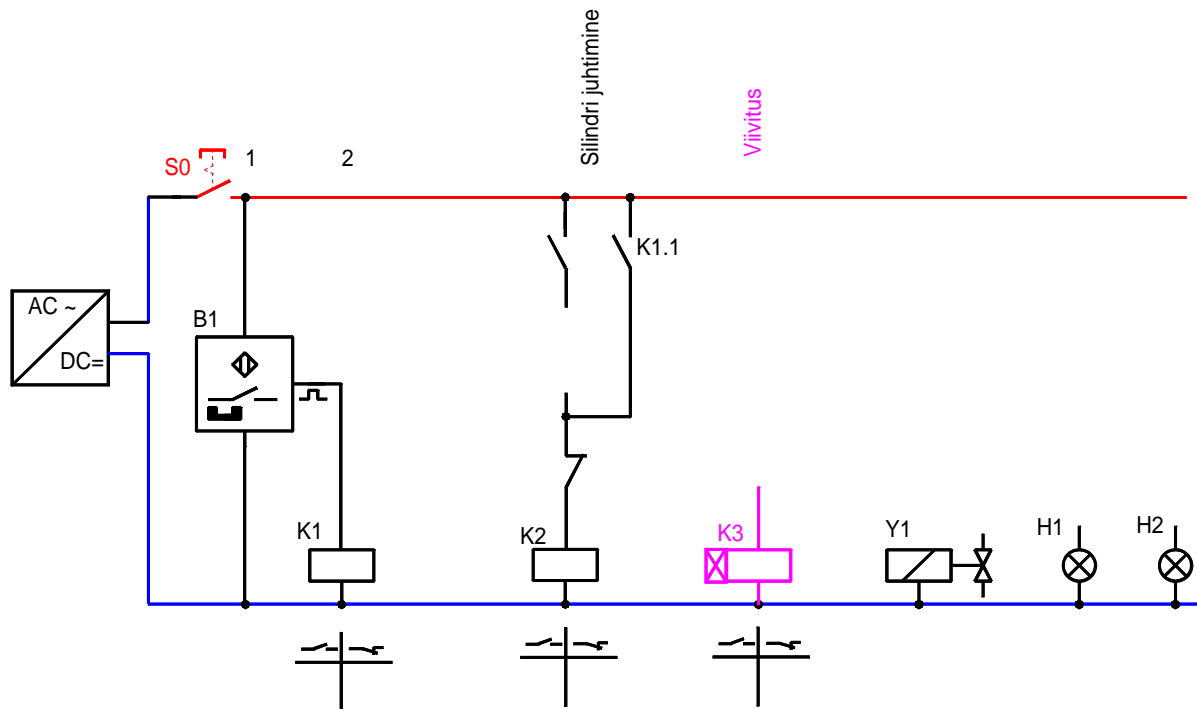 Silindri juhtimine
Viivitus
S0
1
2
K1.1
AC ~
DC=
B1
K1
K2
K3
Y1
H1
H2